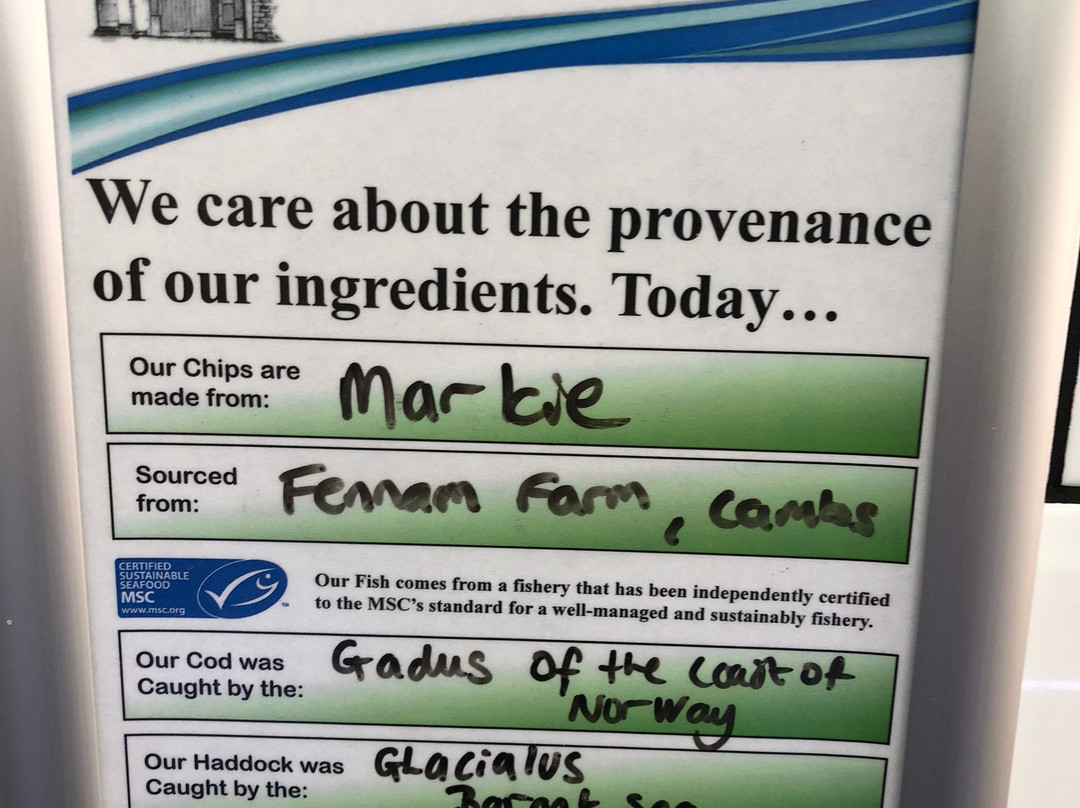 We care about the provenance
of our ingredients. Today...
Our Chips are
made from:
Markie
Sourced
from:
Fennam Farm, Cambs
CERTIFIED
SUSTAINABLE
SEAFOOD
MSC
www.msc.org
TM
Our Fish comes from a fishery that has been independently certified
to the MSC's standard for a well-managed and sustainably fishery.
Our Cod was
Caught by the:
Gadus of the coast of
Norway
Our Haddock was
Caught by the:
Glacialus